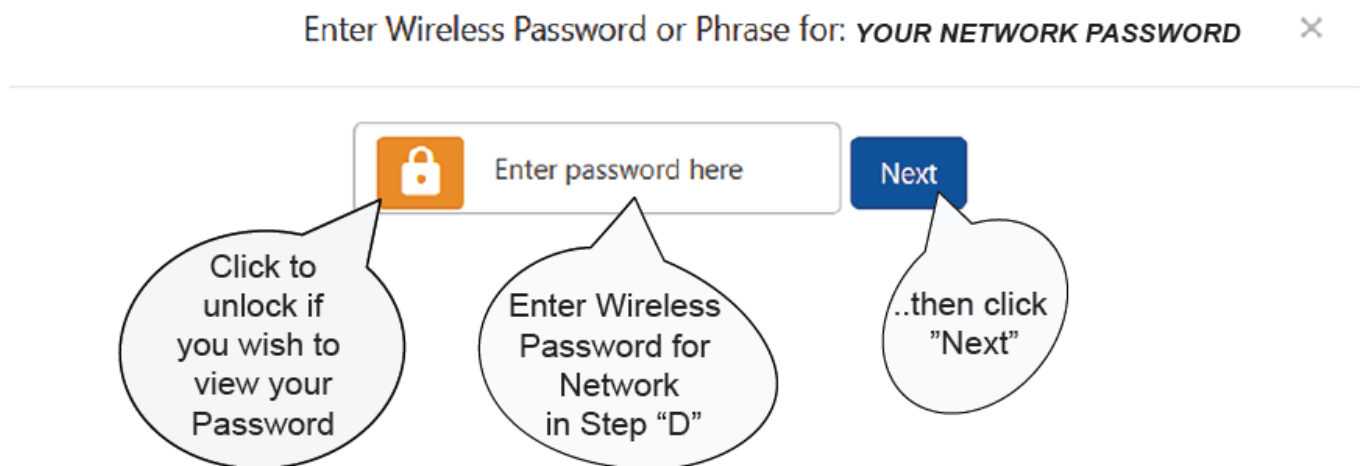 Enter Wireless Password or Phrase for: YOUR NETWORK PASSWORD ×
Enter password here
Next
Click to
unlock if
you wish to
view your
Password
Enter Wireless
Password for
Network
in Step “D”
..then click
”Next”